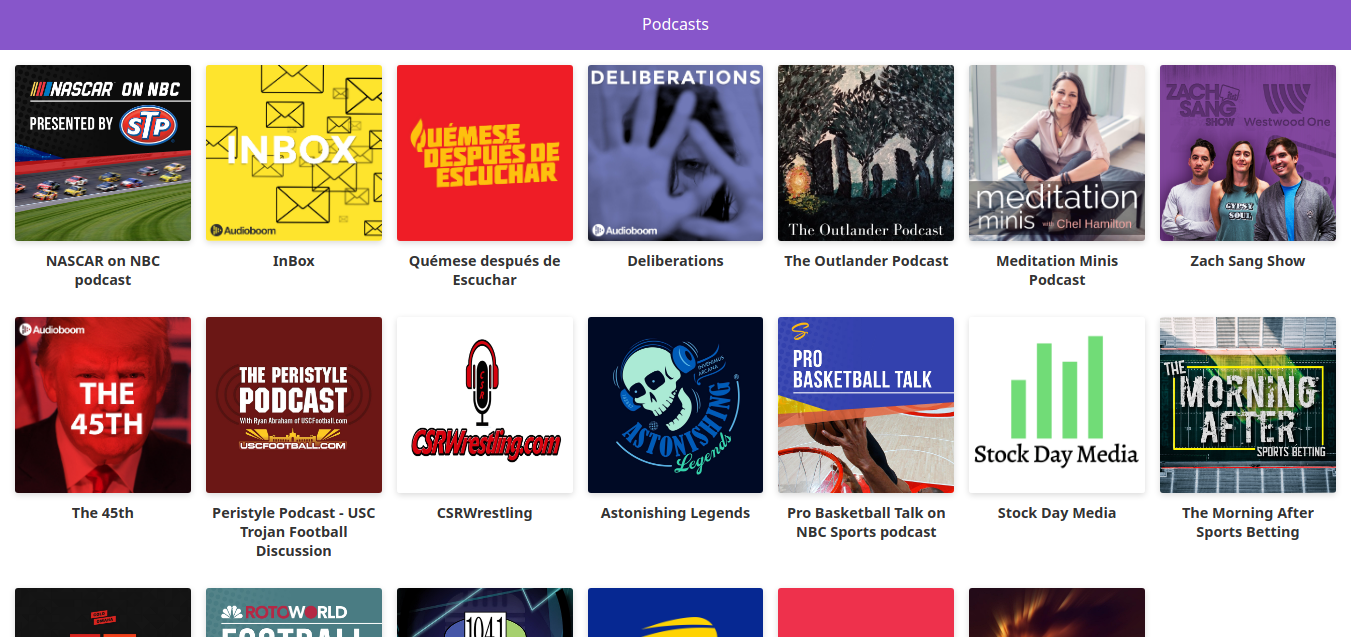 Podcasts
NASCAR ON NBC
PRESENTED BY STP
INBOX
Audioboom
QUÉMESE
DESPUÉS DE
ESCUCHAR
DELIBERATIONS
Audioboom
The Outlander Podcast
meditation
minis with Chel Hamilton
ZACH
SANG
SHOW
Westwood One
GYPSY
SOUL
NASCAR on NBC
podcast
InBox
Quémese después de
Escuchar
Deliberations
The Outlander Podcast
Meditation Minis
Podcast
Zach Sang Show
Audioboom
THE
45TH
THE PERISTYLE
PODCAST
With Ryan Abraham of USCFootball.com
USCFOOTBALL.COM
CSR
CSRWrestling.com
INVENIMUS
ARCANA
ASTONISHING
Legends
PRO
BASKETBALL TALK
Stock Day Media
THE
MORNING
AFTER
SPORTS BETTING
The 45th
Peristyle Podcast - USC
Trojan Football
Discussion
CSRWrestling
Astonishing Legends
Pro Basketball Talk on
NBC Sports podcast
Stock Day Media
The Morning After
Sports Betting
ROTOWORLD
FOOTBALL
104.1